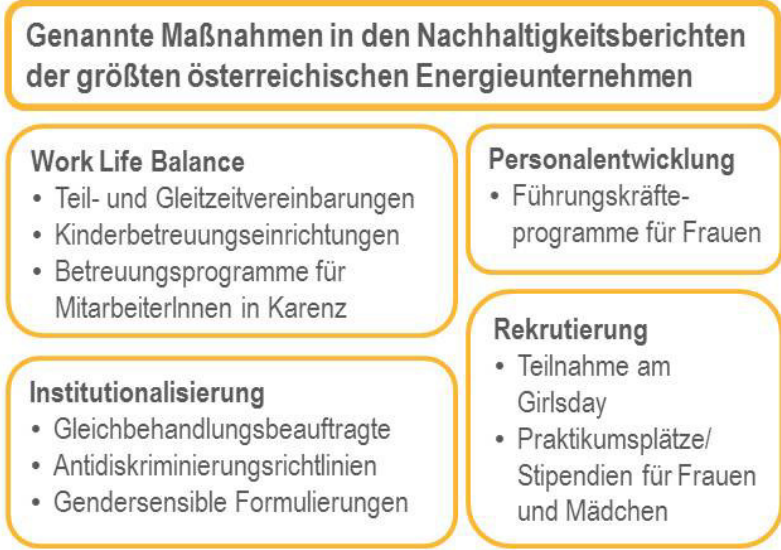 Genannte Maßnahmen in den Nachhaltigkeitsberichten
der größten österreichischen Energieunternehmen
Work Life Balance
• Teil- und Gleitzeitvereinbarungen
• Kinderbetreuungseinrichtungen
• Betreuungsprogramme für
MitarbeiterInnen in Karenz
Institutionalisierung
• Gleichbehandlungsbeauftragte
• Antidiskriminierungsrichtlinien
• Gendersensible Formulierungen
Personalentwicklung
• Führungskräfte-
programme für Frauen
Rekrutierung
• Teilnahme am
Girlsday
• Praktikumsplätze/
Stipendien für Frauen
und Mädchen